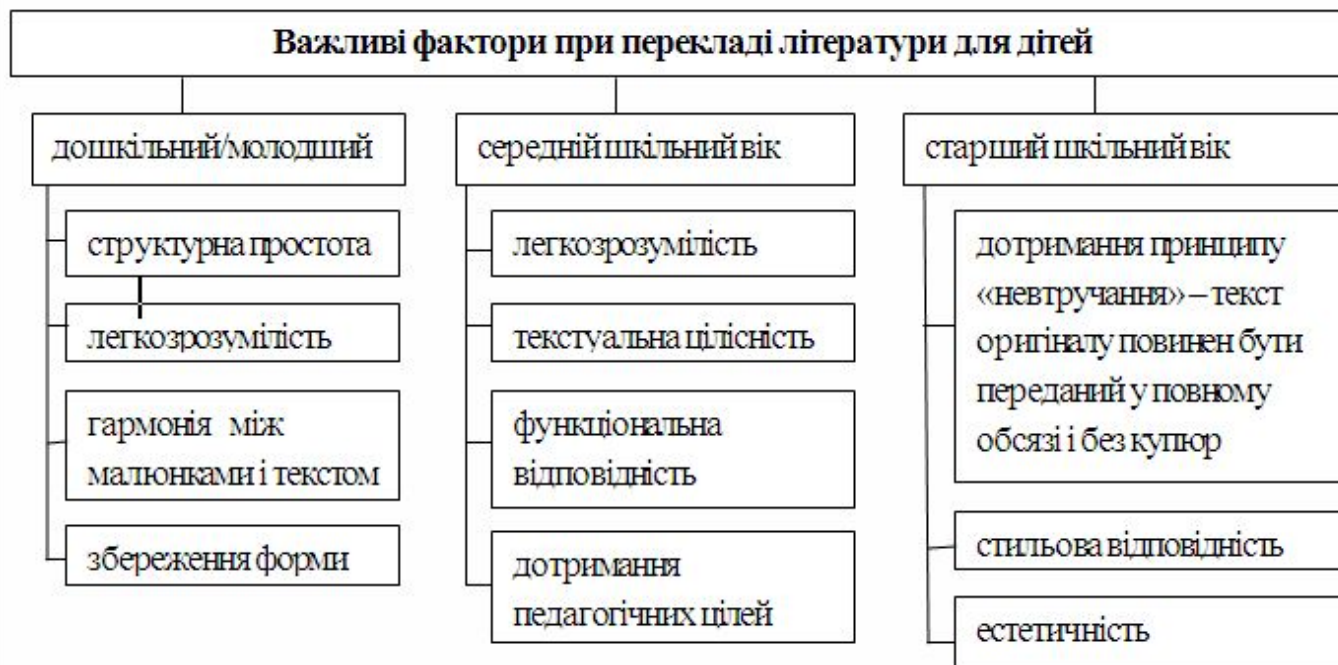 Важливі фактори при перекладі літератури для дітей
дошкільний/молодший
структурна простота
легкозрозумілість
гармонія між
малюнками і текстом
збереження форми
середній шкільний вік
легкозрозумілість
текстуальна цілісність
функціональна
відповідність
дотримання
педагогічних цілей
старший шкільний вік
дотримання принципу
«невтручання» – текст
оригіналу повинен бути
переданий у повному
обсязі і без купюр
стильова відповідність
естетичність